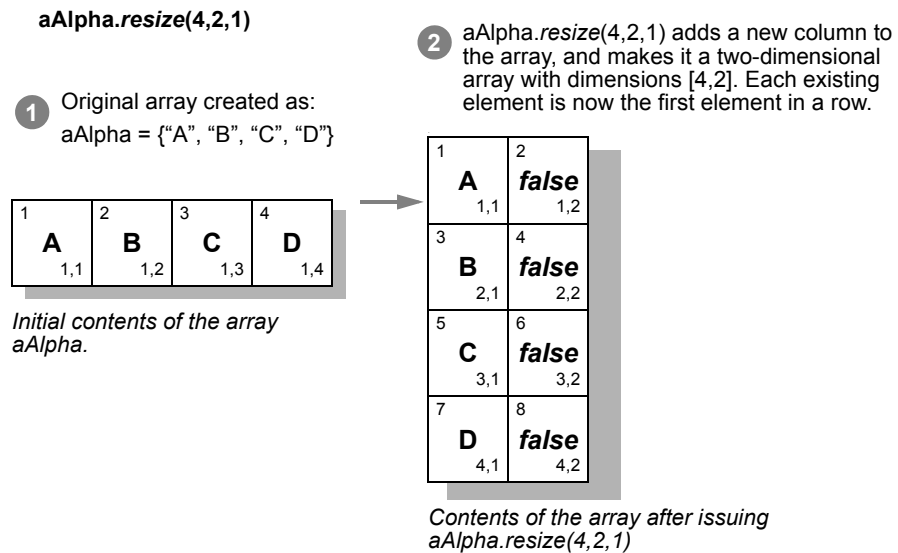 aAlpha.resize(4,2,1)
1
Original array created as:
aAlpha = {“A”, “B”, “C”, “D”}
1 2 3 4
A B C D
1,1 1,2 1,3 1,4
Initial contents of the array
aAlpha.
2
aAlpha.resize(4,2,1) adds a new column to
the array, and makes it a two-dimensional
array with dimensions [4,2]. Each existing
element is now the first element in a row.
1 2
A false
1,1 1,2
3 4
B false
2,1 2,2
5 6
C false
3,1 3,2
7 8
D false
4,1 4,2
Contents of the array after issuing
aAlpha.resize(4,2,1)